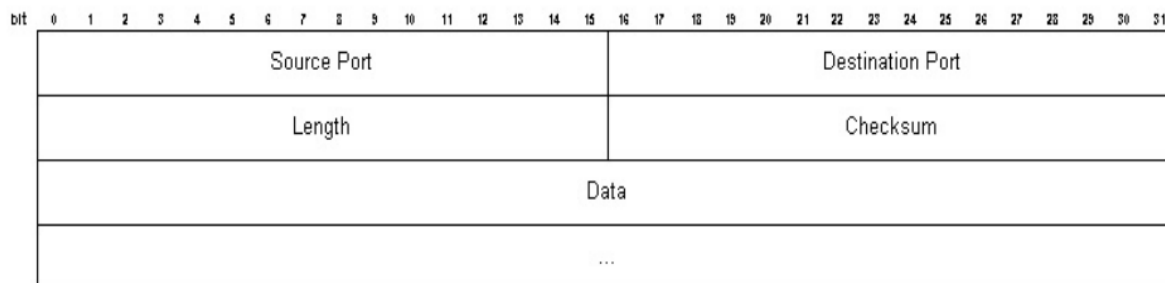 bit 0 1 2 3 4 5 6 7 8 9 10 11 12 13 14 15 16 17 18 19 20 21 22 23 24 25 26 27 28 29 30 31
Source Port Destination Port
Length Checksum
Data
...